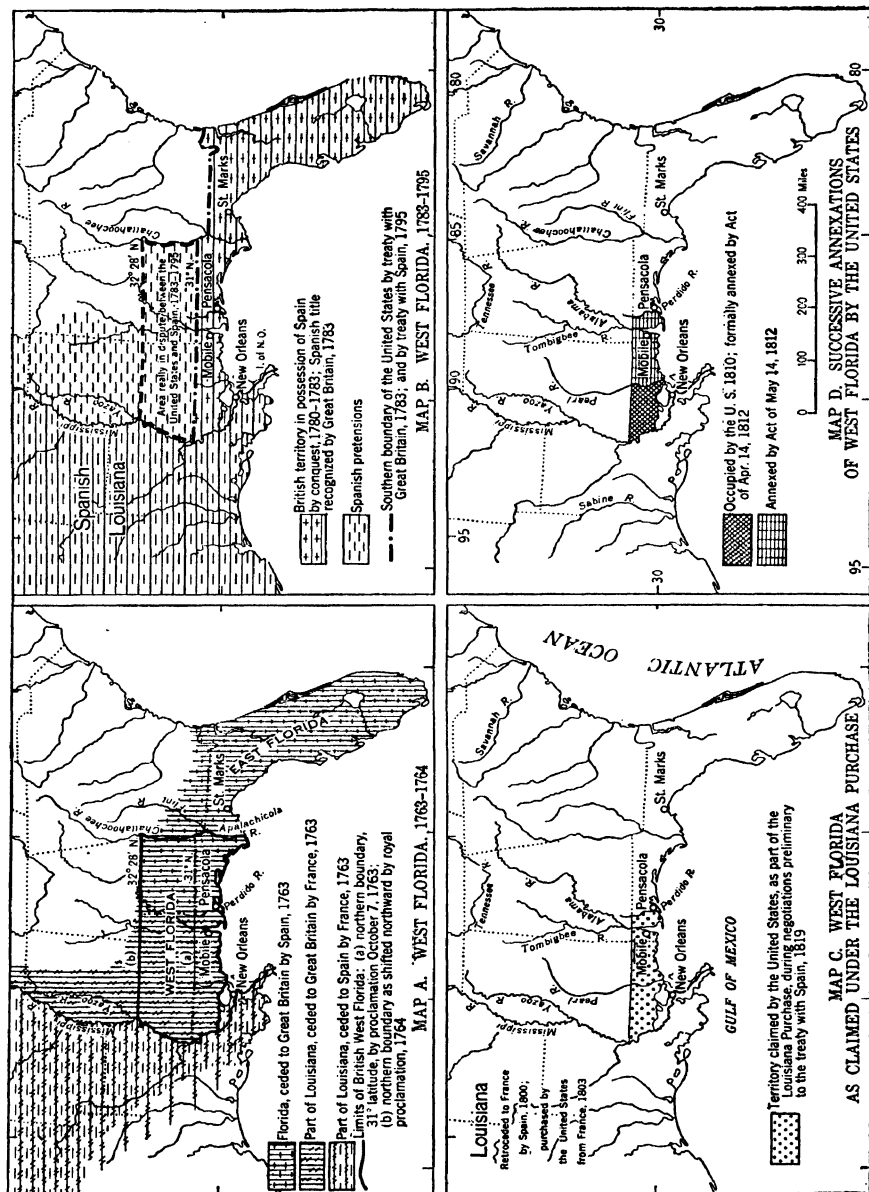 Mississippi R.
Yazoo R.
Chattahoochee R.
Flint R.
32° 28' N
(b)
WEST FLORIDA
(a)
31° N.
Mobile
Pensacola
Perdido R.
Apalachicola R.
St. Marks
EAST FLORIDA
New Orleans
Florida, ceded to Great Britain by Spain, 1763
Part of Louisiana, ceded to Great Britain by France, 1763
Part of Louisiana, ceded to Spain by France, 1763
Limits of British West Florida: (a) northern boundary,
31° latitude, by proclamation October 7, 1763;
(b) northern boundary as shifted northward by royal
proclamation, 1764
MAP A. WEST FLORIDA, 1763-1764
Spanish
Louisiana
Mississippi R.
Yazoo R.
Chattahoochee R.
32° 28' N
Area really in dispute between the
United States and Spain, 1783-1795
31° N.
Mobile
Pensacola
St. Marks
New Orleans
I. of N.O.
British territory in possession of Spain
by conquest, 1780-1783; Spanish title
recognized by Great Britain, 1783
Spanish pretensions
Southern boundary of the United States by treaty with
Great Britain, 1783; and by treaty with Spain, 1795
MAP B. WEST FLORIDA, 1783-1795
Louisiana
Retroceded to France
by Spain, 1800;
purchased by
the United States
from France, 1803
Mississippi R.
Yazoo R.
Pearl R.
Tombigbee R.
Alabama R.
Tennessee R.
Chattahoochee R.
Flint R.
Savannah R.
Mobile
Pensacola
Perdido R.
St. Marks
New Orleans
GULF OF MEXICO
ATLANTIC OCEAN
Territory claimed by the United States, as part of the
Louisiana Purchase, during negotiations preliminary
to the treaty with Spain, 1819
MAP C. WEST FLORIDA
AS CLAIMED UNDER THE LOUISIANA PURCHASE
95
90
85
80
30
30
Mississippi R.
Yazoo R.
Pearl R.
Sabine R.
Tombigbee R.
Alabama R.
Tennessee R.
Chattahoochee R.
Flint R.
Savannah R.
Mobile
Pensacola
Perdido R.
St. Marks
New Orleans
Occupied by the U. S. 1810; formally annexed by Act
of Apr. 14, 1812
Annexed by Act of May 14, 1812
0 100 200 300 400 Miles
95
80
MAP D. SUCCESSIVE ANNEXATIONS
OF WEST FLORIDA BY THE UNITED STATES